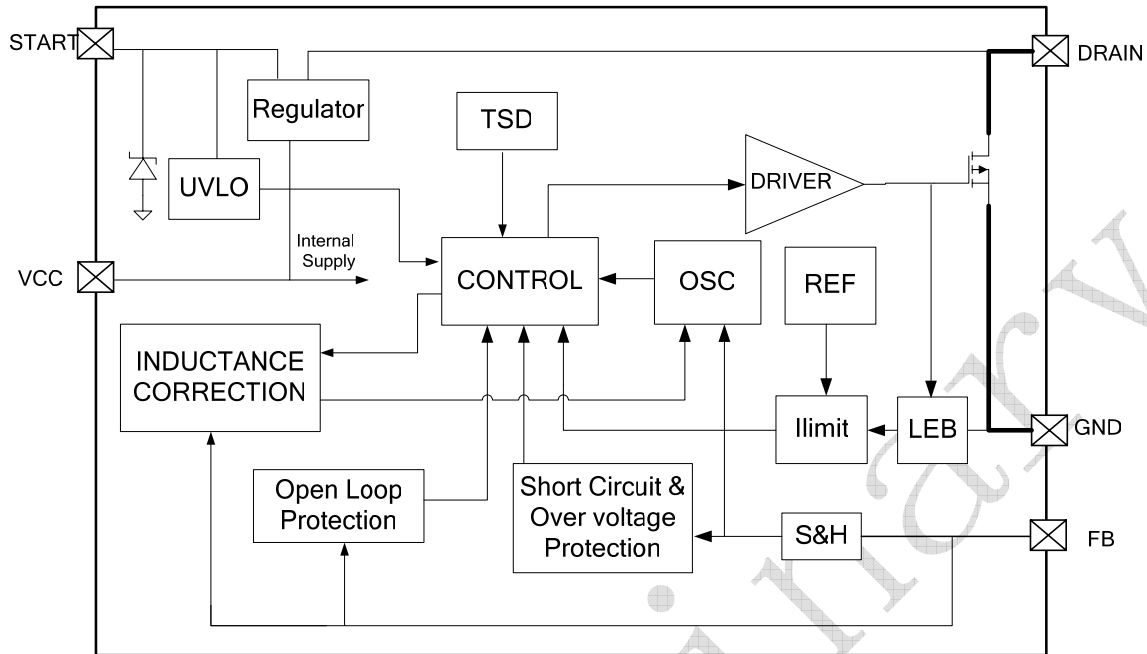 START
DRAIN
Regulator
TSD
UVLO
DRIVER
Internal
Supply
VCC
CONTROL
OSC
REF
INDUCTANCE
CORRECTION
Ilimit
LEB
GND
Open Loop
Protection
Short Circuit &
Over voltage
Protection
S&H
FB
inary